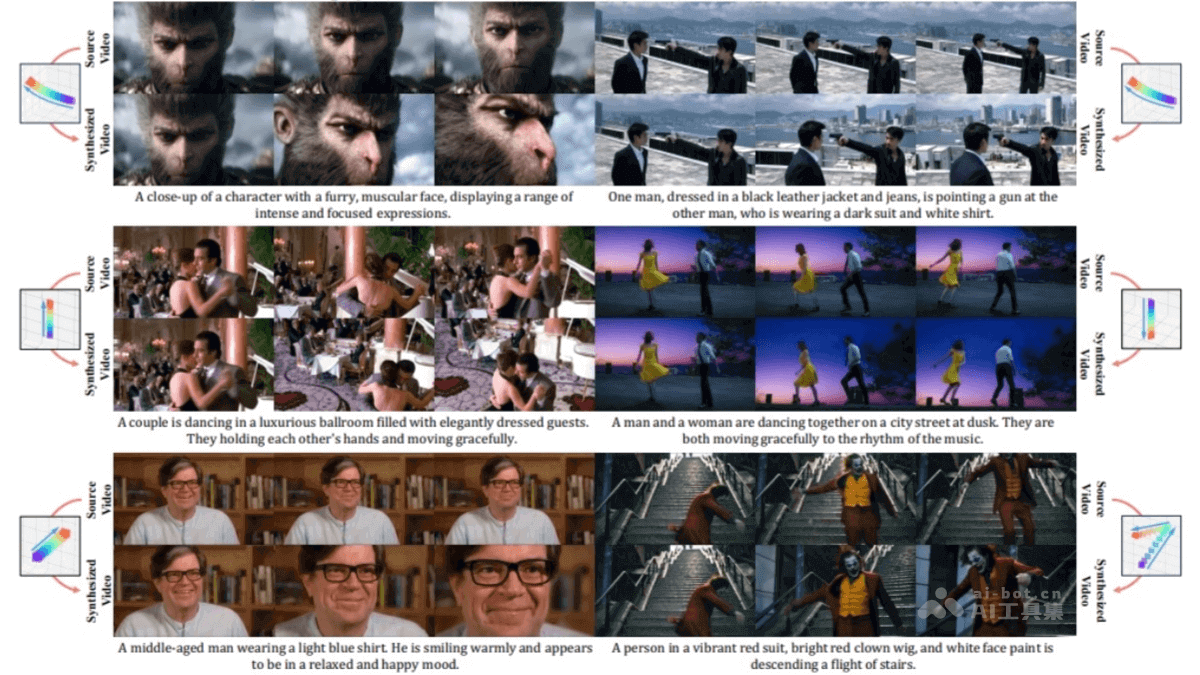 Source
Video
Synthesized
Video
Source
Video
Synthesized
Video
A close-up of a character with a furry, muscular face, displaying a range of
intense and focused expressions.
One man, dressed in a black leather jacket and jeans, is pointing a gun at the
other man, who is wearing a dark suit and white shirt.
Source
Video
Synthesized
Video
Source
Video
Synthesized
Video
A couple is dancing in a luxurious ballroom filled with elegantly dressed guests.
They holding each other's hands and moving gracefully.
A man and a woman are dancing together on a city street at dusk. They are
both moving gracefully to the rhythm of the music.
Source
Video
Synthesized
Video
Source
Video
Synthesized
Video
ai-bot.cn
AI工具集
A middle-aged man wearing a light blue shirt. He is smiling warmly and appears
to be in a relaxed and happy mood.
A person in a vibrant red suit, bright red clown wig, and white face paint is
descending a flight of stairs.